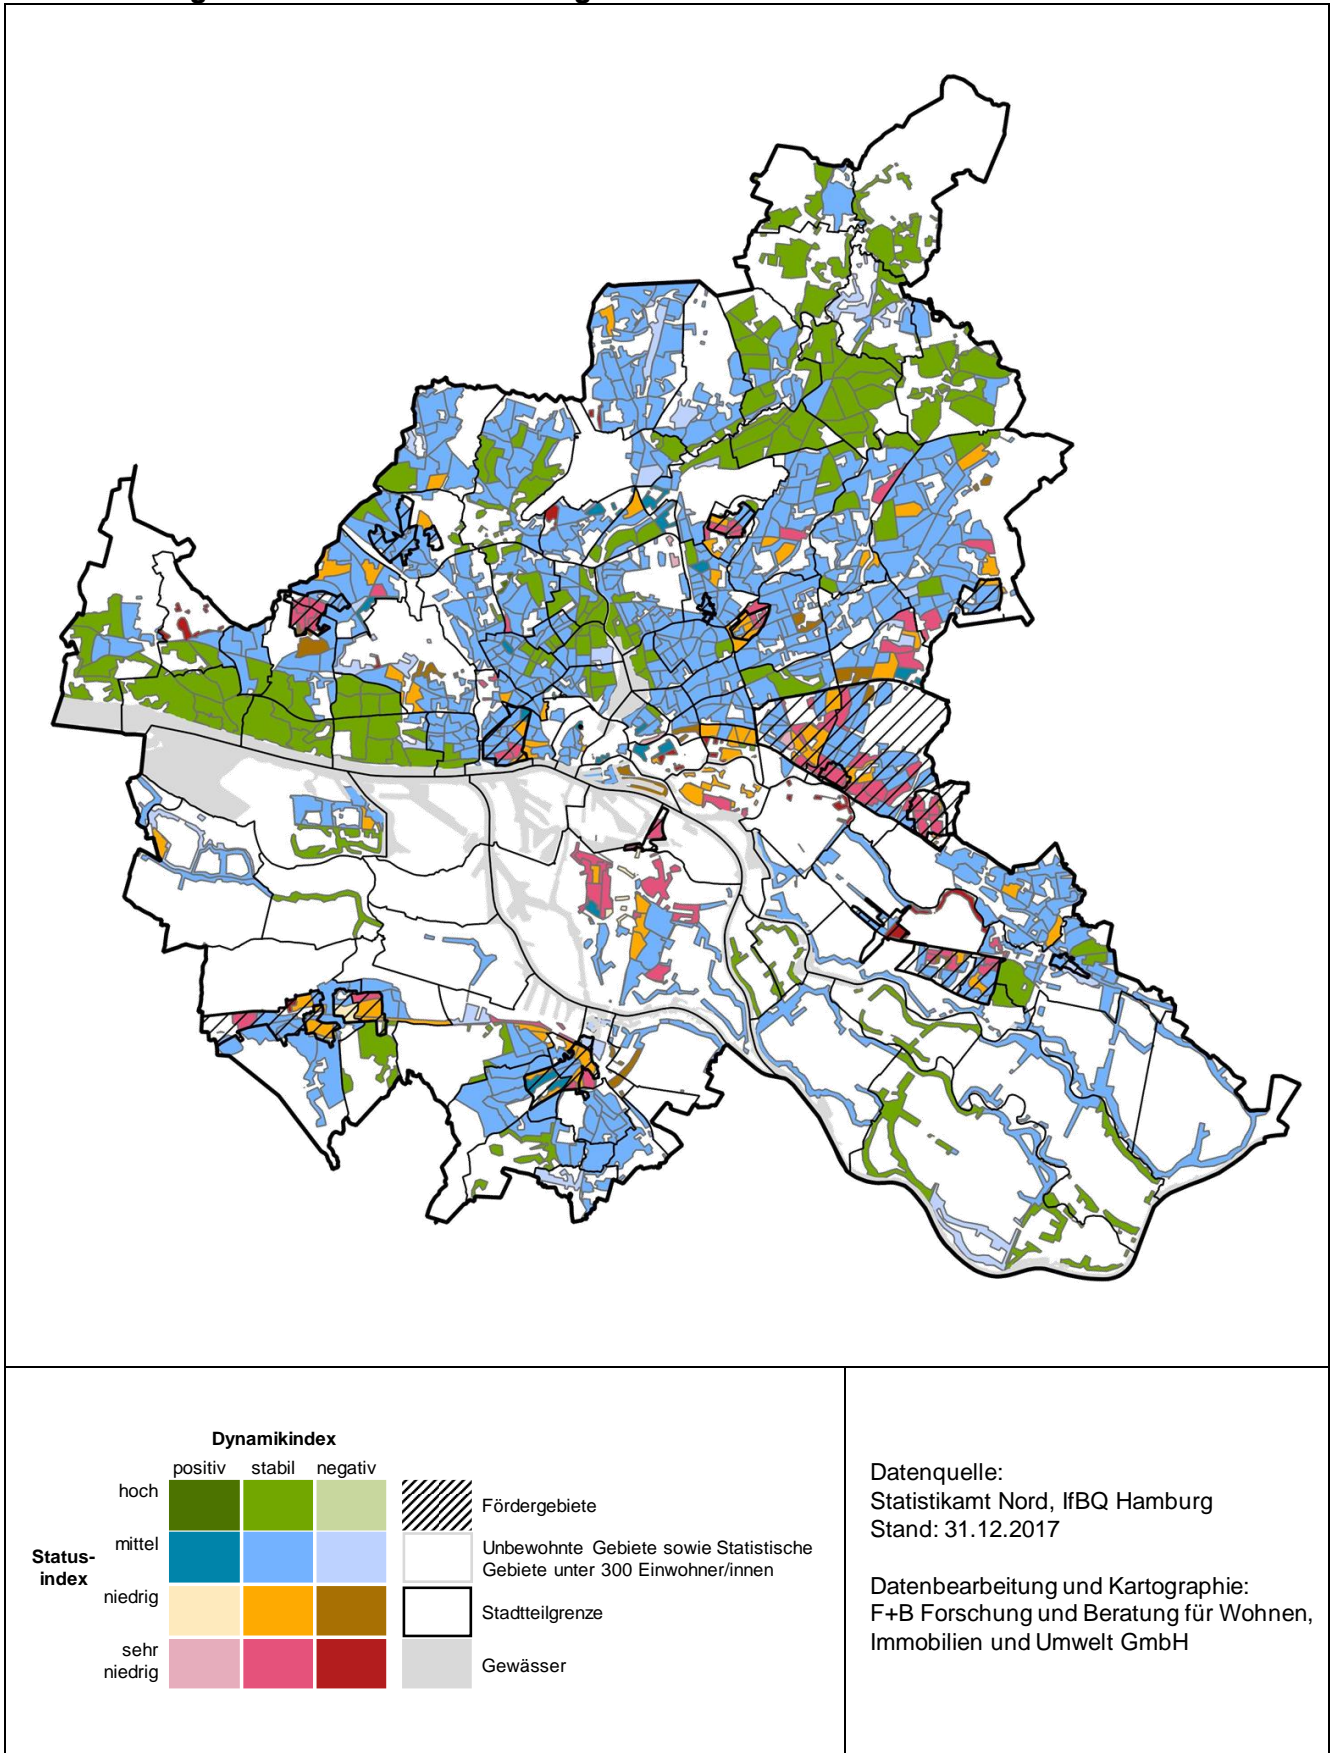 Dynamikindex
positiv stabil negativ
hoch
mittel
Status-
index
niedrig
sehr
niedrig
Fördergebiete
Unbewohnte Gebiete sowie Statistische
Gebiete unter 300 Einwohner/innen
Stadtteilgrenze
Gewässer
Datenquelle:
Statistikamt Nord, IfBQ Hamburg
Stand: 31.12.2017
Datenbearbeitung und Kartographie:
F+B Forschung und Beratung für Wohnen,
Immobilien und Umwelt GmbH